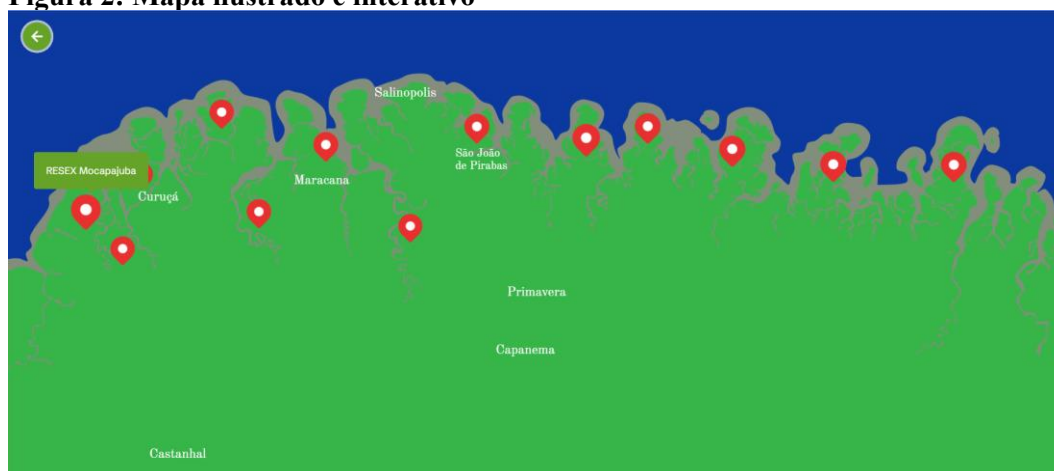 Figura 2: Mapa ilustrado e interativo
Salinopolis
São João
de Pirabas
RESEX Mocapajuba
Maracana
Curuçá
Primavera
Capanema
Castanhal